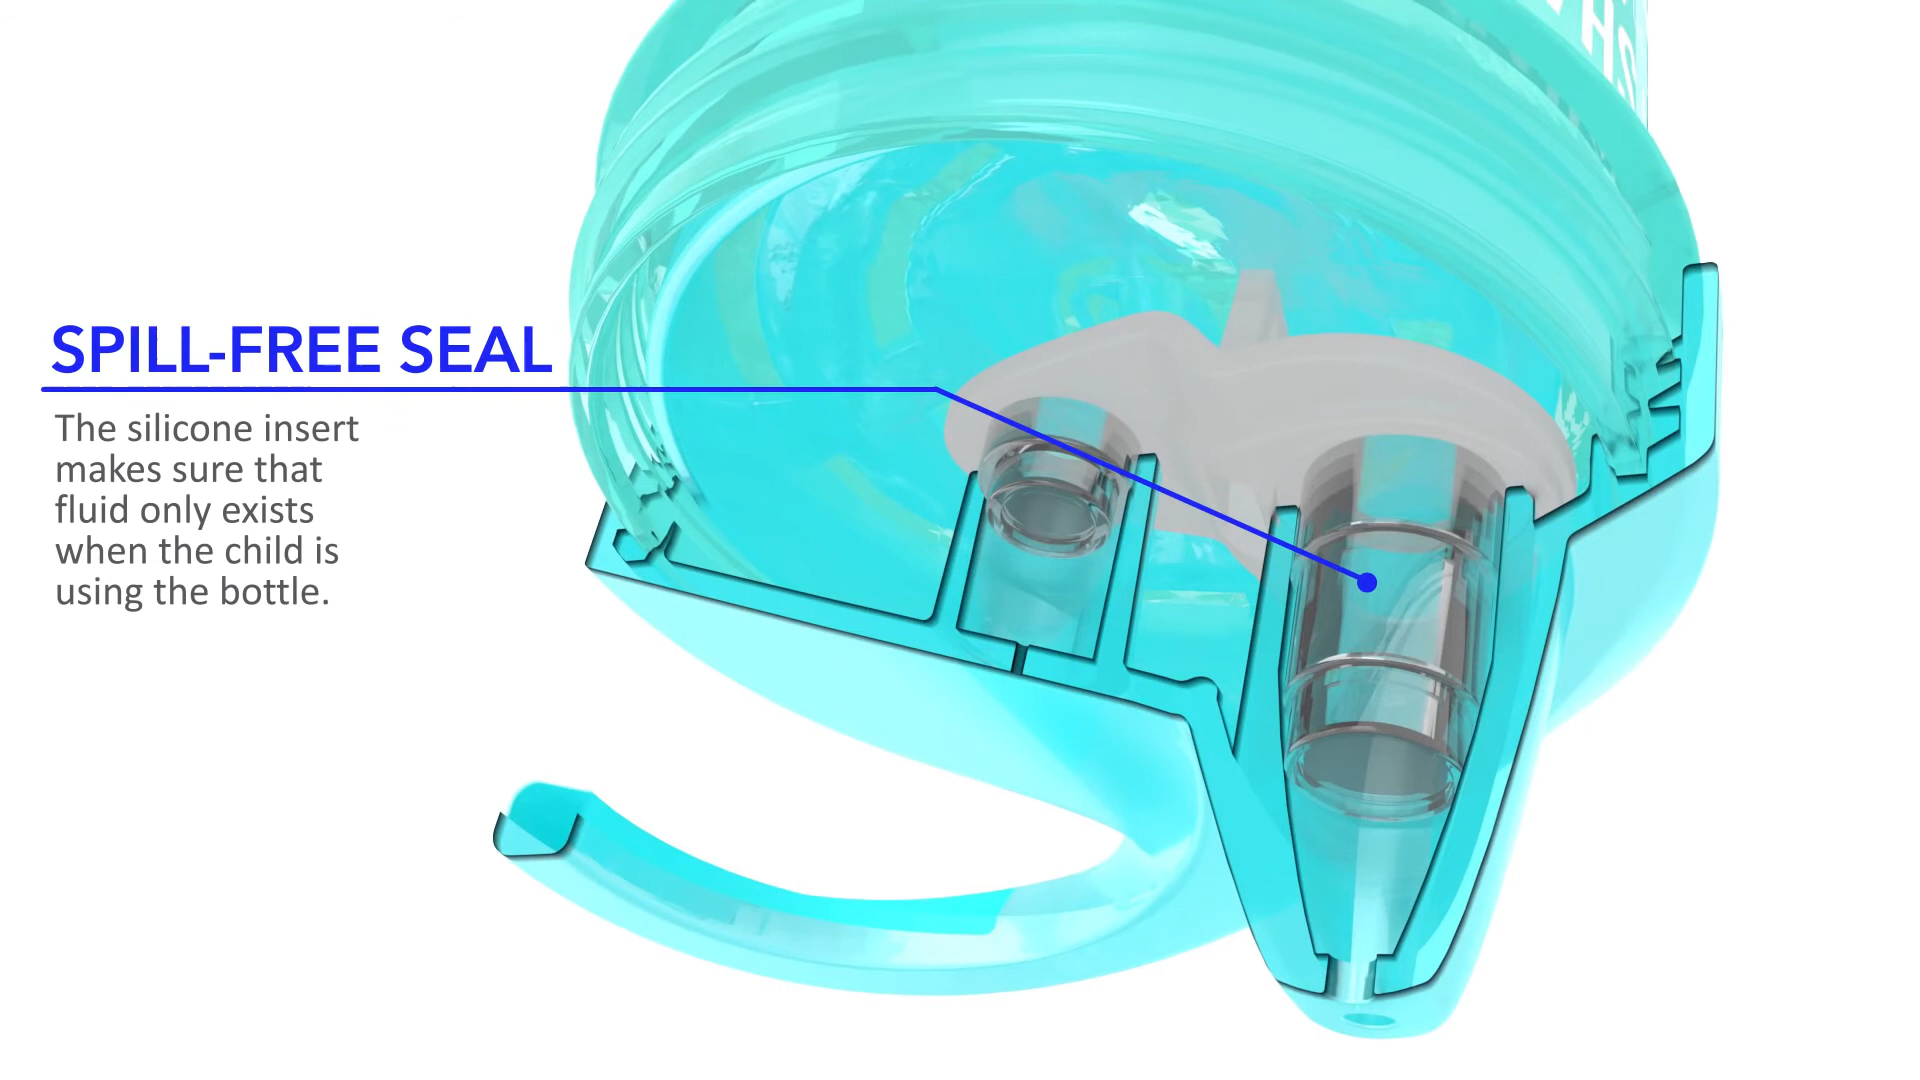 SPILL-FREE SEAL
The silicone insert
makes sure that
fluid only exists
when the child is
using the bottle.